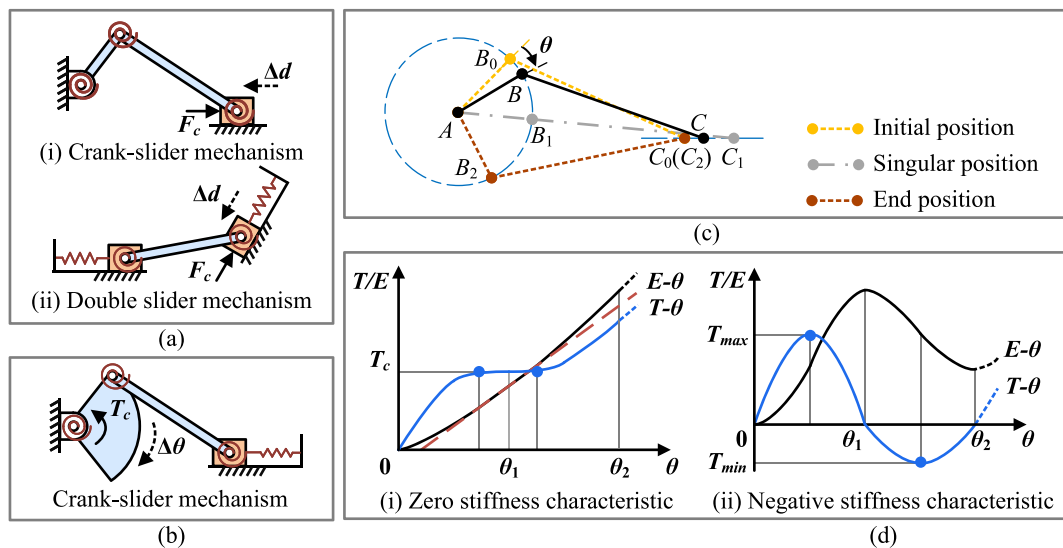 Δd
F_c
(i) Crank-slider mechanism
Δd
F_c
(ii) Double slider mechanism
(a)
T_c
Δθ
Crank-slider mechanism
(b)
θ
B_0
B
A
B_1
B_2
C
C_0(C_2)
C_1
Initial position
Singular position
End position
(c)
T/E
E-θ
T-θ
T_c
0
θ_1
θ_2
θ
(i) Zero stiffness characteristic
T/E
T_max
E-θ
T-θ
0
θ_1
θ_2
θ
T_min
(ii) Negative stiffness characteristic
(d)